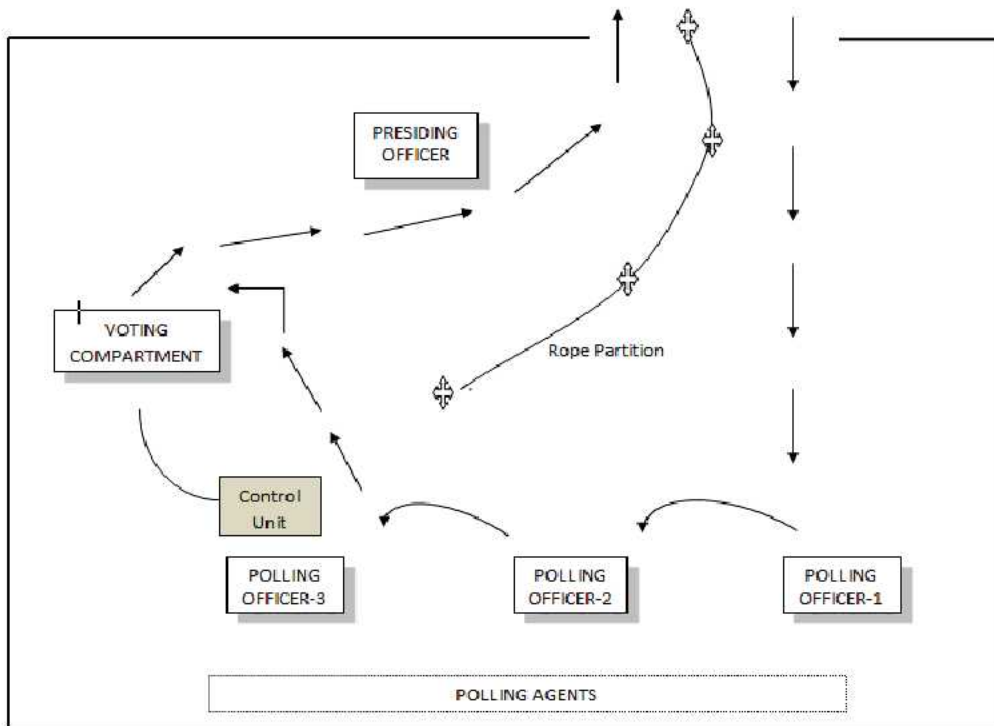 PRESIDING
OFFICER
VOTING
COMPARTMENT
Rope Partition
Control
Unit
POLLING
OFFICER-3
POLLING
OFFICER-2
POLLING
OFFICER-1
POLLING AGENTS